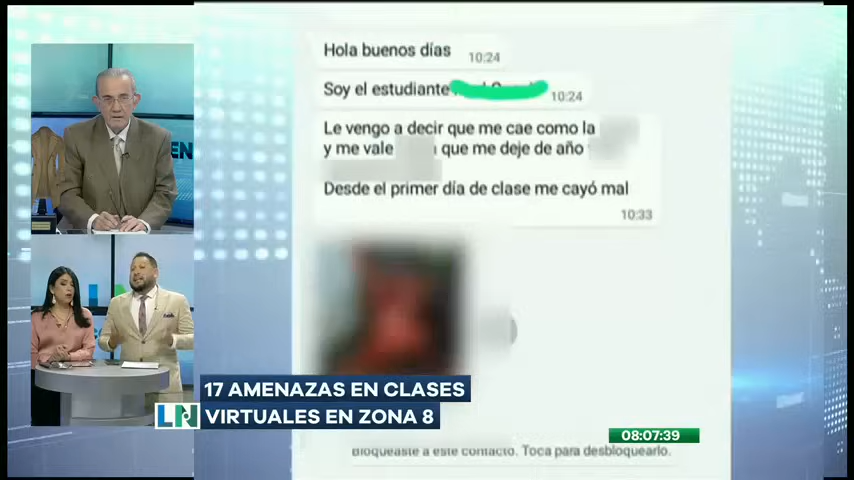 Hola buenos días
10:24
Soy el estudiante
10:24
Le vengo a decir que me cae como la
y me vale que me deje de año
Desde el primer día de clase me cayó mal
10:33
17 AMENAZAS EN CLASES
VIRTUALES EN ZONA 8
LN
08:07:39
Bloqueaste a este contacto. Toca para desbloquearlo.